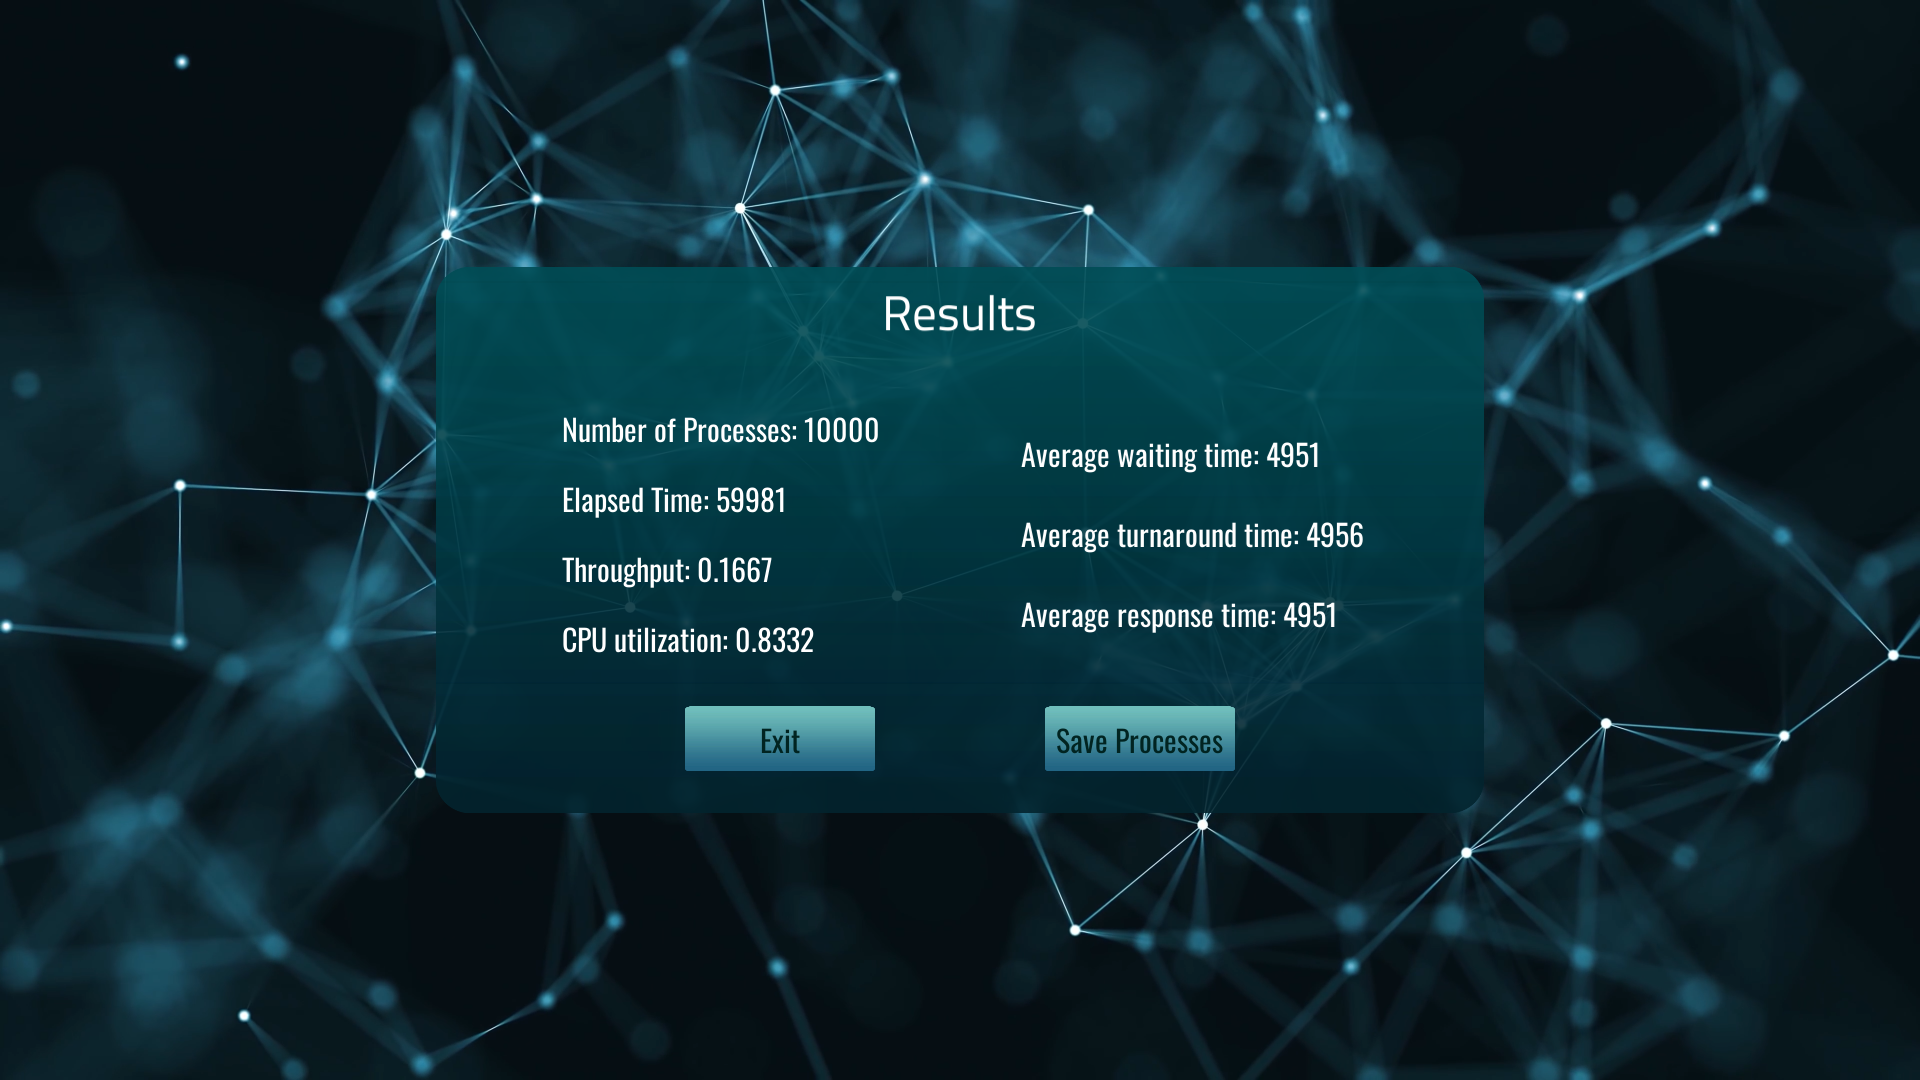 Results
Number of Processes: 10000
Elapsed Time: 59981
Throughput: 0.1667
CPU utilization: 0.8332
Average waiting time: 4951
Average turnaround time: 4956
Average response time: 4951
Exit
Save Processes